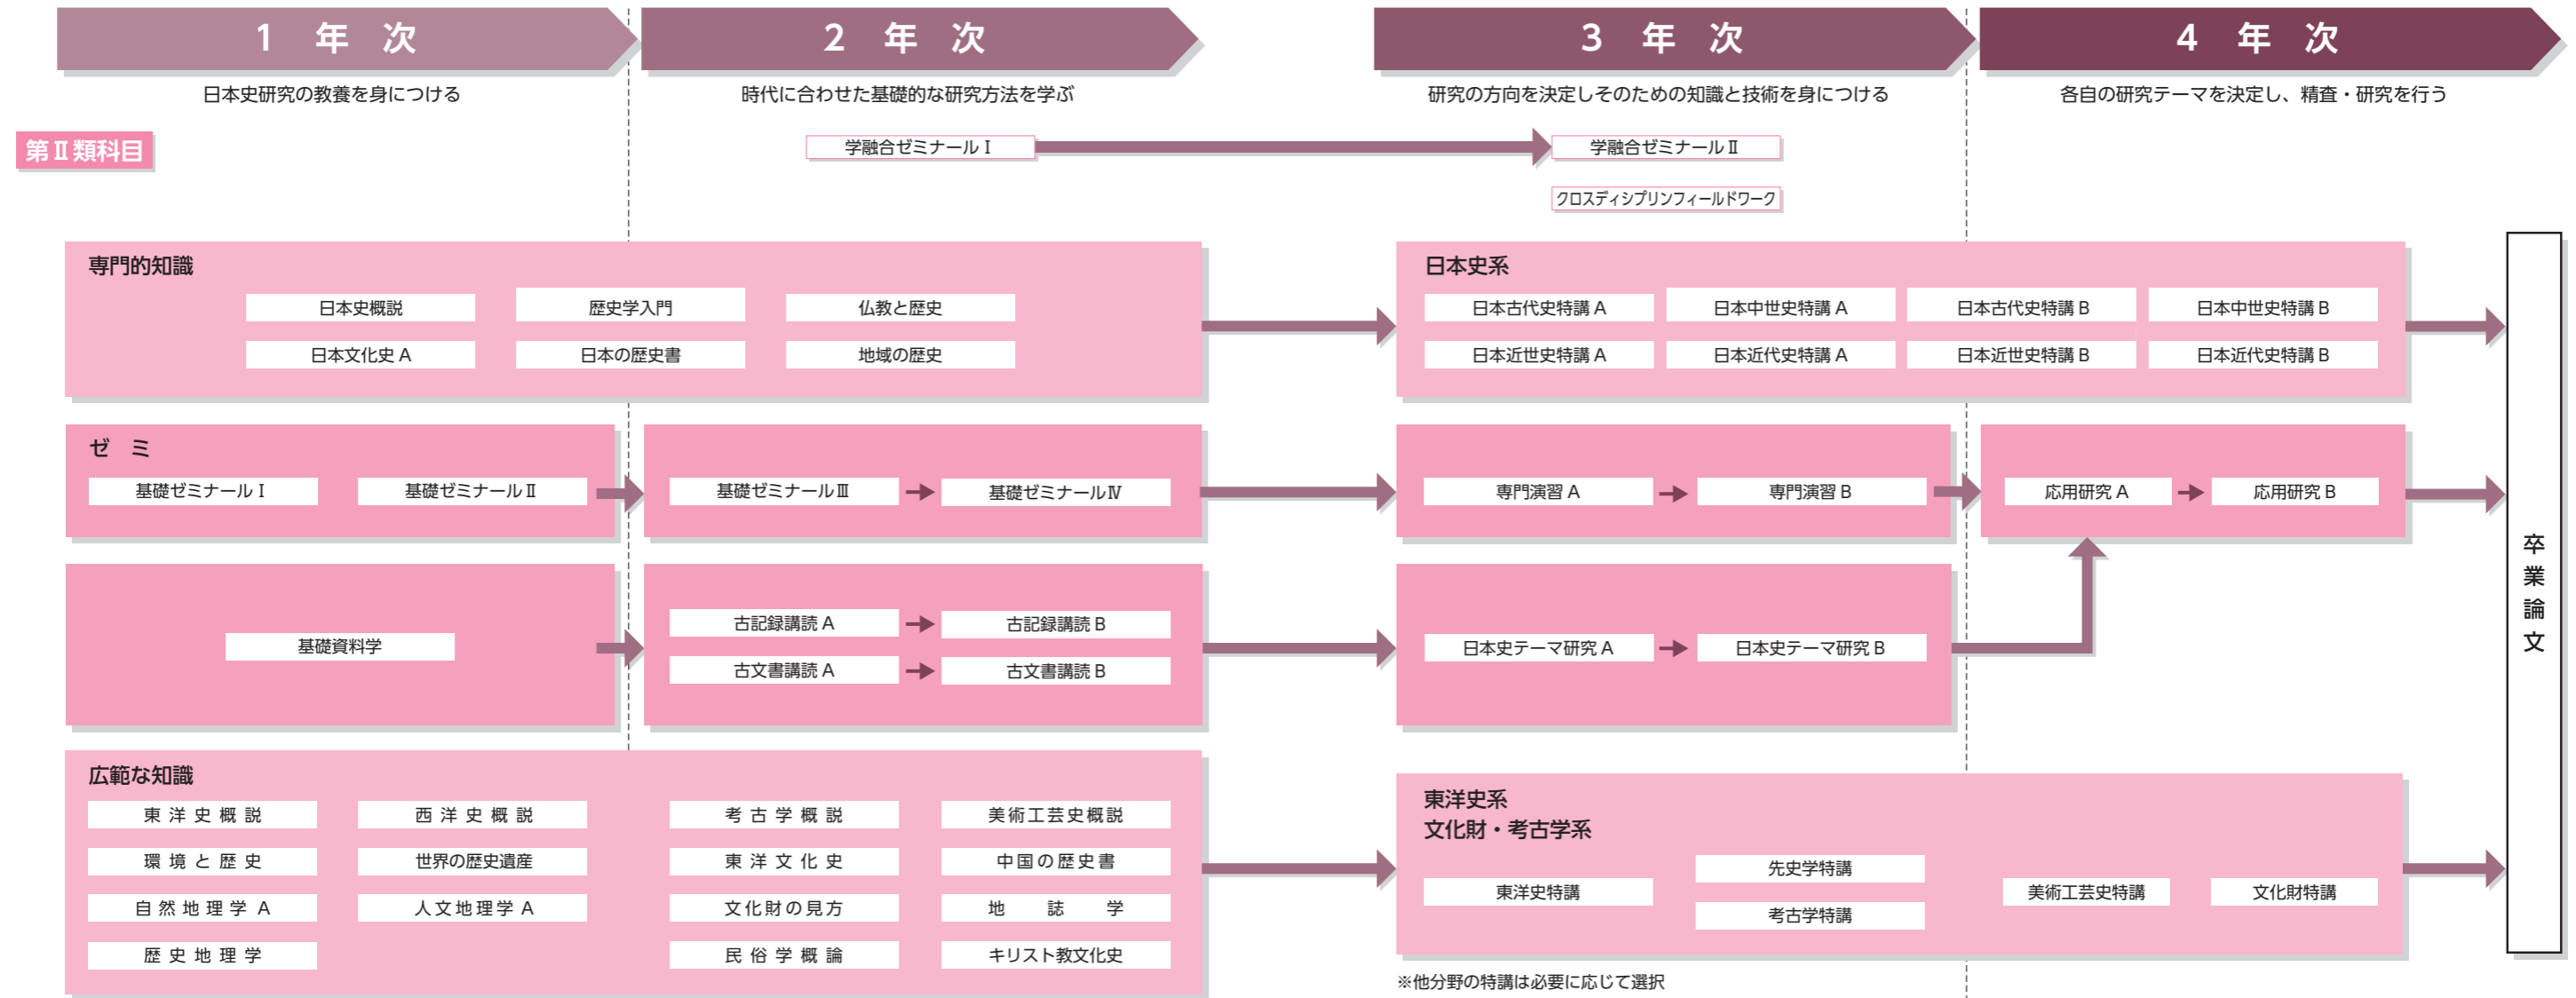 1 年 次
2 年 次
3 年 次
4 年 次
日本史研究の教養を身につける
時代に合わせた基礎的な研究方法を学ぶ
研究の方向を決定しそのための知識と技術を身につける
各自の研究テーマを決定し、精査・研究を行う
第Ⅱ類科目
学融合ゼミナールⅠ
学融合ゼミナールⅡ
クロスディシプリンフィールドワーク
専門的知識
日本史概説
歴史学入門
仏教と歴史
日本文化史 A
日本の歴史書
地域の歴史
日本史系
日本古代史特講 A
日本中世史特講 A
日本古代史特講 B
日本中世史特講 B
日本近世史特講 A
日本近代史特講 A
日本近世史特講 B
日本近代史特講 B
ゼ ミ
基礎ゼミナールⅠ
基礎ゼミナールⅡ
基礎ゼミナールⅢ
基礎ゼミナールⅣ
専門演習 A
専門演習 B
応用研究 A
応用研究 B
基礎資料学
古記録講読 A
古記録講読 B
古文書講読 A
古文書講読 B
日本史テーマ研究 A
日本史テーマ研究 B
卒業論文
広範な知識
東洋史概説
西洋史概説
考古学概説
美術工芸史概説
環境と歴史
世界の歴史遺産
東洋文化史
中国の歴史書
自然地理学 A
人文地理学 A
文化財の見方
地誌学
歴史地理学
民俗学概論
キリスト教文化史
東洋史系
文化財・考古学系
東洋史特講
先史学特講
考古学特講
美術工芸史特講
文化財特講
※他分野の特講は必要に応じて選択